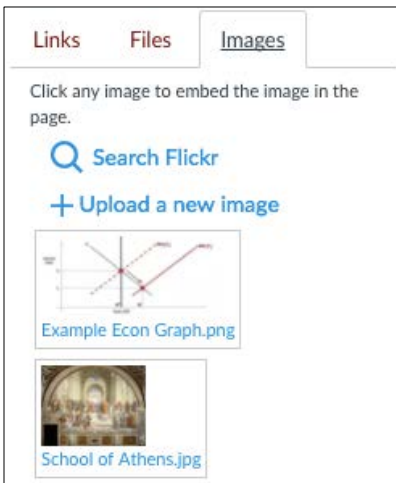 Links Files Images
Click any image to embed the image in the
page.
Search Flickr
+ Upload a new image
Example Econ Graph.png
School of Athens.jpg